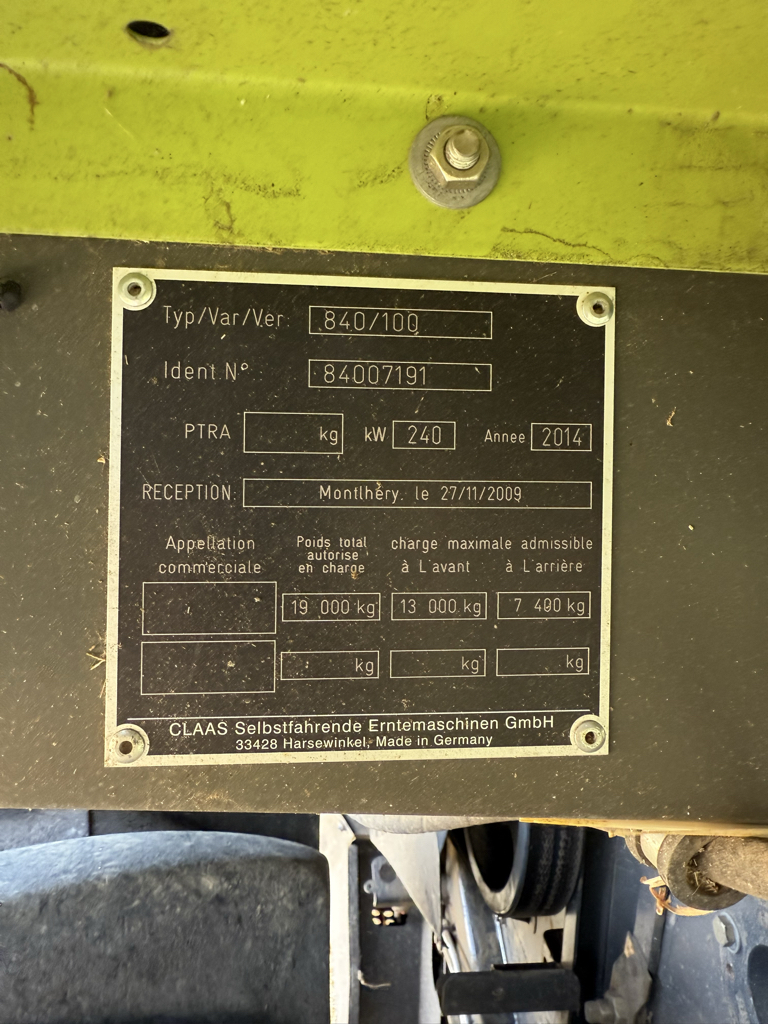 Typ/Var/Ver: 840/100
Ident N° 84007191
PTRA kg kW 240 Annee 2014
RECEPTION: Montlhéry. le 27/11/2009
Appellation commerciale Poids total autorise en charge charge maximale admissible à L'avant à L'arrière
19 000 kg 13 000 kg 7 400 kg
kg kg kg
CLAAS Selbstfahrende Erntemaschinen GmbH
33428 Harsewinkel, Made in Germany